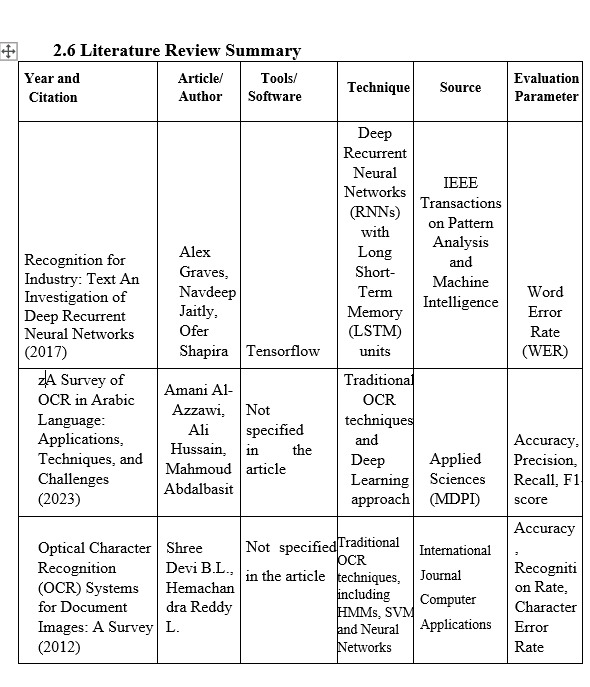 2.6 Literature Review Summary
Year and
Citation
Article/
Author
Tools/
Software
Technique
Source
Evaluation
Parameter
Recognition for
Industry: Text An
Investigation of
Deep Recurrent
Neural Networks
(2017)
Alex
Graves,
Navdeep
Jaitly,
Ofer
Shapira
Tensorflow
Deep
Recurrent
Neural
Networks
(RNNs)
with
Long
Short-
Term
Memory
(LSTM)
units
IEEE
Transactions
on Pattern
Analysis
and
Machine
Intelligence
Word
Error
Rate
(WER)
zA Survey of
OCR in Arabic
Language:
Applications,
Techniques, and
Challenges
(2023)
Amani Al-
Azzawi,
Ali
Hussain,
Mahmoud
Abdalbasit
Not
specified
in the
article
Traditional
OCR
techniques
and
Deep
Learning
approach
Applied
Sciences
(MDPI)
Accuracy,
Precision,
Recall, F1-
score
Optical Character
Recognition
(OCR) Systems
for Document
Images: A Survey
(2012)
Shree
Devi B.L.,
Hemachan
dra Reddy
L.
Not specified
in the article
Traditional
OCR
techniques,
including
HMMs, SVM
and Neural
Networks
International
Journal
Computer
Applications
Accuracy
,
Recogniti
on Rate,
Character
Error
Rate